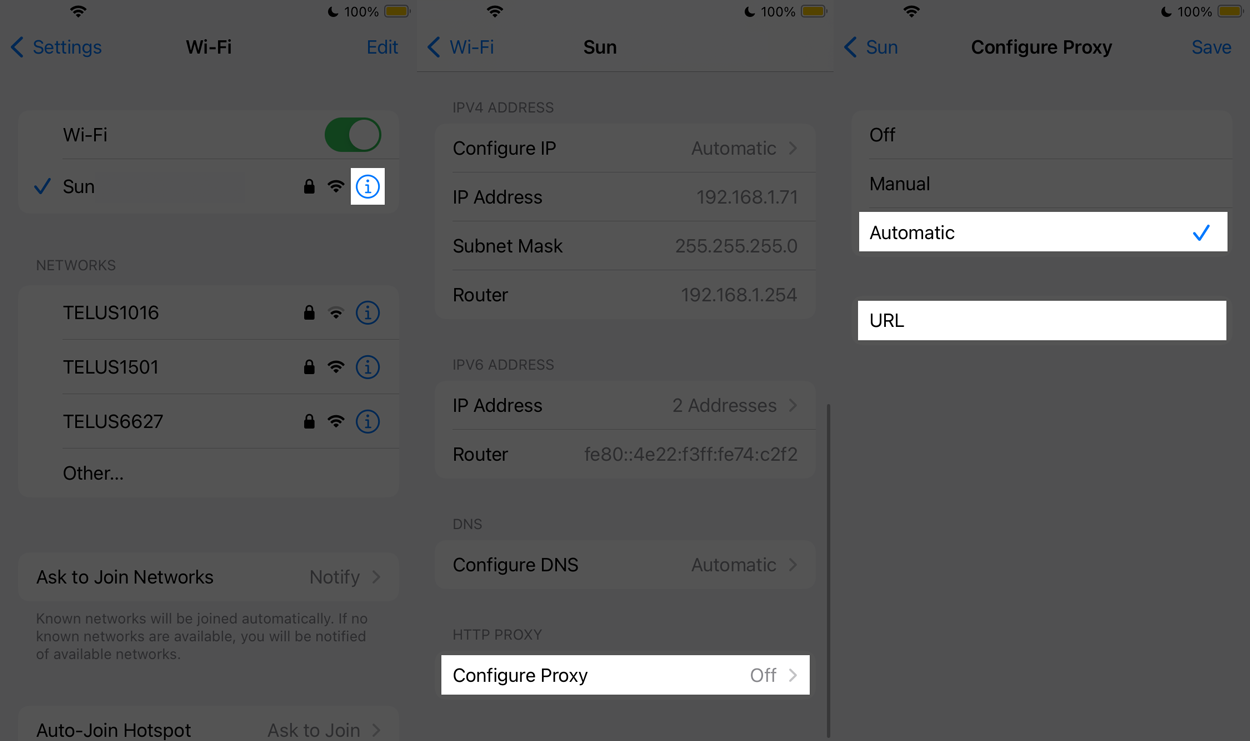 100%
Settings
Wi-Fi
Edit
Wi-Fi
Sun
NETWORKS
TELUS1016
TELUS1501
TELUS6627
Other...
Ask to Join Networks Notify
Known networks will be joined automatically. If no
known networks are available, you will be notified
of available networks.
Auto-Join Hotspot Ask to Join
100%
Wi-Fi
Sun
IPV4 ADDRESS
Configure IP Automatic
IP Address 192.168.1.71
Subnet Mask 255.255.255.0
Router 192.168.1.254
IPV6 ADDRESS
IP Address 2 Addresses
Router fe80::4e22:f3ff:fe74:c2f2
DNS
Configure DNS Automatic
HTTP PROXY
Configure Proxy Off
100%
Sun
Configure Proxy
Save
Off
Manual
Automatic
URL